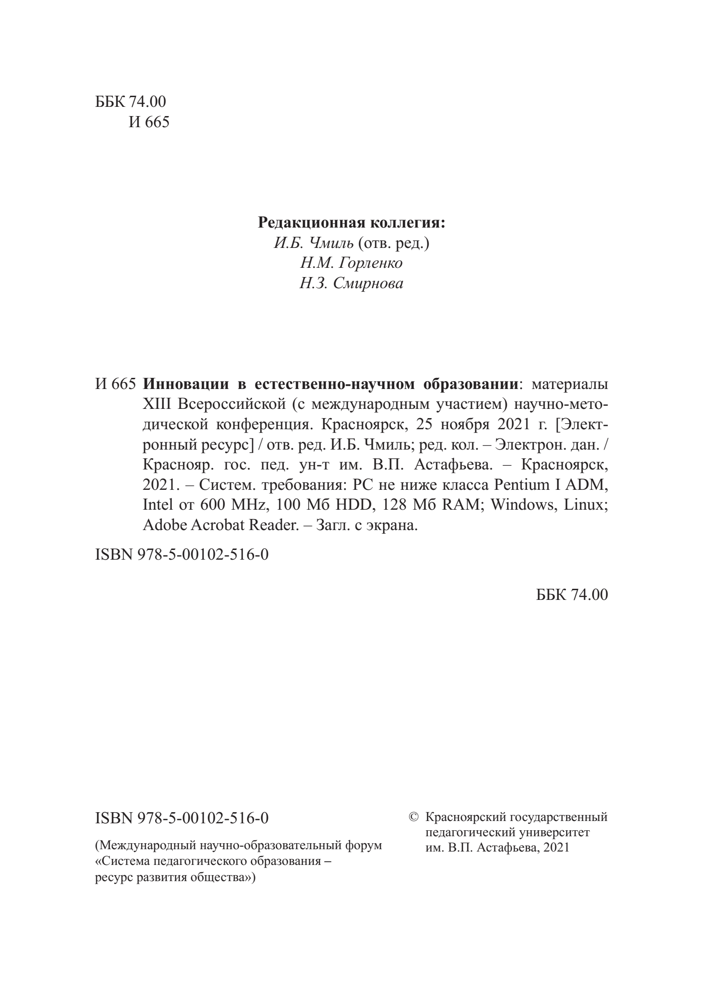 ББК 74.00
И 665
Редакционная коллегия:
И.Б. Чмиль (отв. ред.)
Н.М. Горленко
Н.З. Смирнова
И 665 Инновации в естественно-научном образовании: материалы
XIII Всероссийской (с международным участием) научно-мето-
дической конференция. Красноярск, 25 ноября 2021 г. [Элект-
ронный ресурс] / отв. ред. И.Б. Чмиль; ред. кол. – Электрон. дан. /
Краснояр. гос. пед. ун-т им. В.П. Астафьева. – Красноярск,
2021. – Систем. требования: PC не ниже класса Pentium I ADM,
Intel от 600 MHz, 100 Мб HDD, 128 Мб RAM; Windows, Linux;
Adobe Acrobat Reader. – Загл. с экрана.
ISBN 978-5-00102-516-0
ББК 74.00
ISBN 978-5-00102-516-0
(Международный научно-образовательный форум
«Система педагогического образования –
ресурс развития общества»)
© Красноярский государственный
педагогический университет
им. В.П. Астафьева, 2021